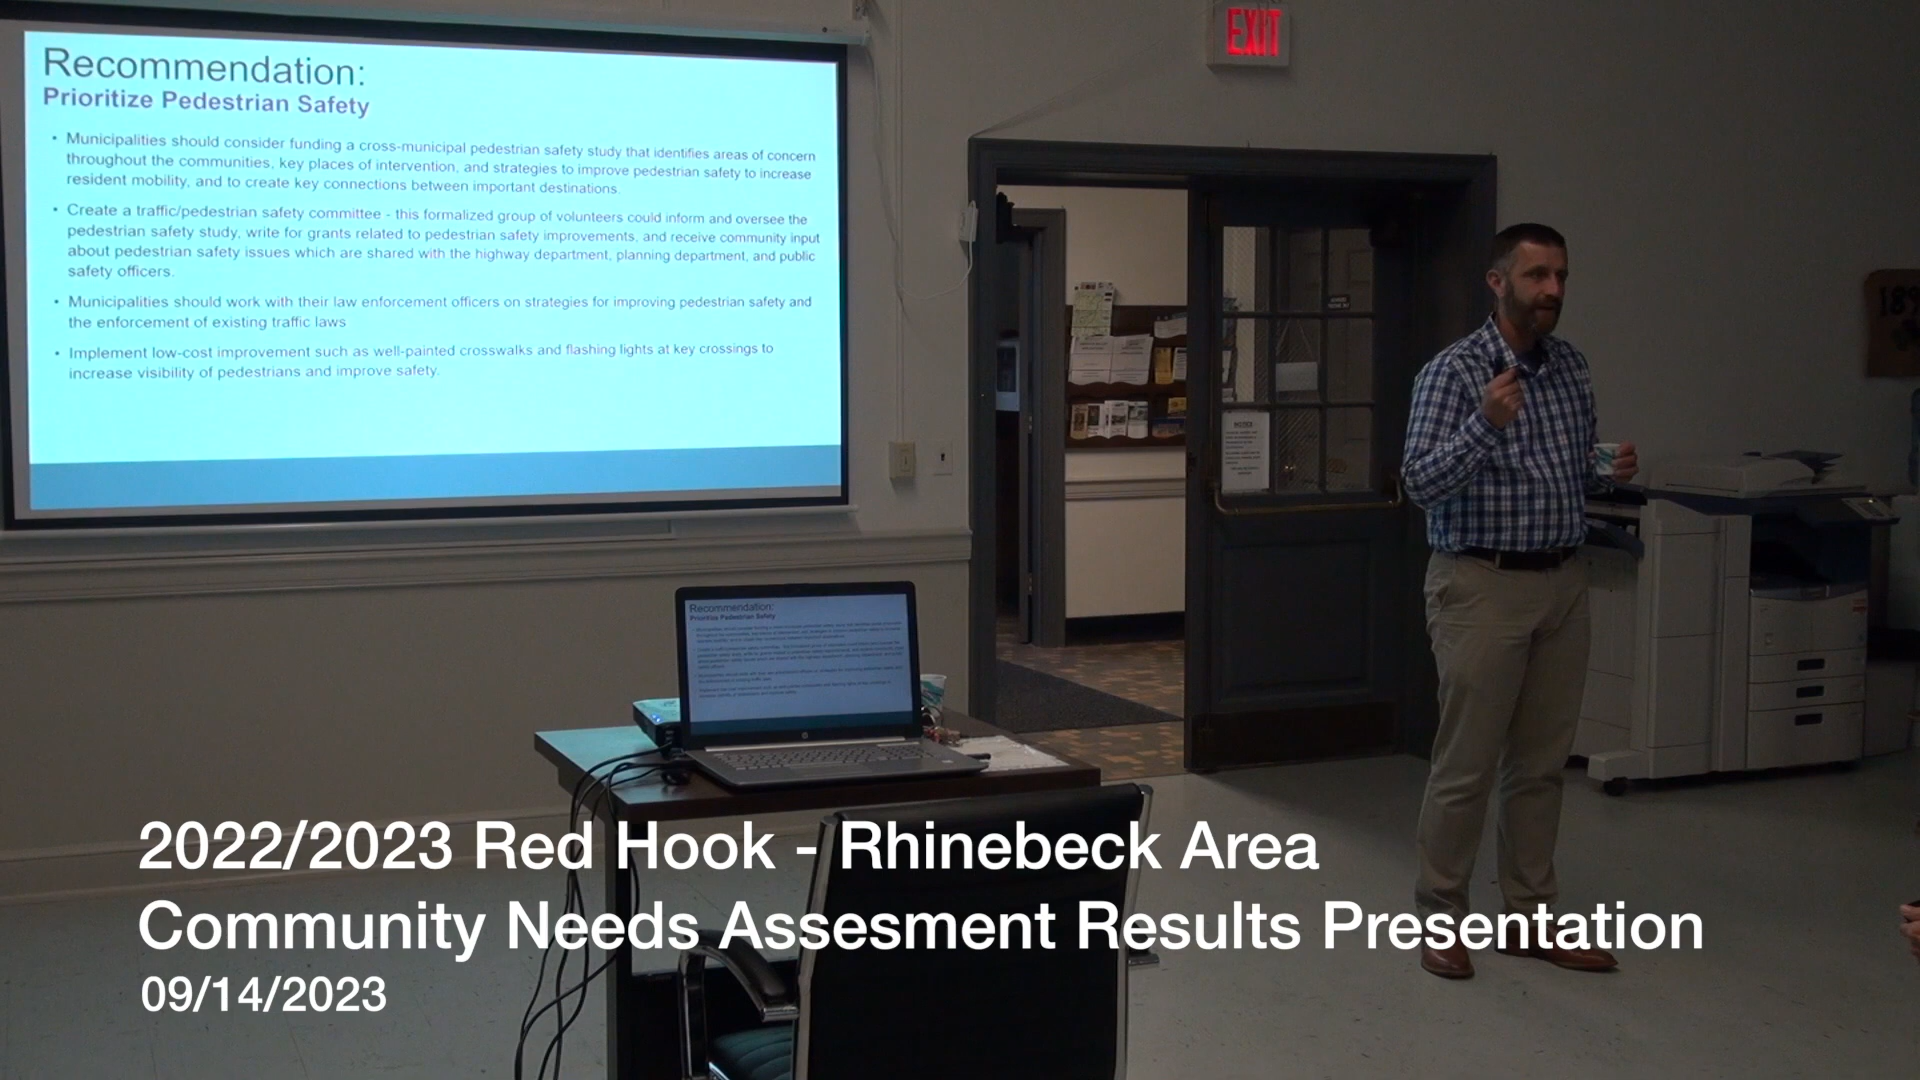 Recommendation:
Prioritize Pedestrian Safety
• Municipalities should consider funding a cross-municipal pedestrian safety study that identifies areas of concern
throughout the communities, key places of intervention, and strategies to improve pedestrian safety to increase
resident mobility, and to create key connections between important destinations.
• Create a traffic/pedestrian safety committee - this formalized group of volunteers could inform and oversee the
pedestrian safety study, write for grants related to pedestrian safety improvements, and receive community input
about pedestrian safety issues which are shared with the highway department, planning department, and public
safety officers.
• Municipalities should work with their law enforcement officers on strategies for improving pedestrian safety and
the enforcement of existing traffic laws
• Implement low-cost improvement such as well-painted crosswalks and flashing lights at key crossings to
increase visibility of pedestrians and improve safety.
EXIT
189
NOTICE
Recommendation:
Prioritize Pedestrian Safety
hp
2022/2023 Red Hook - Rhinebeck Area
Community Needs Assesment Results Presentation
09/14/2023